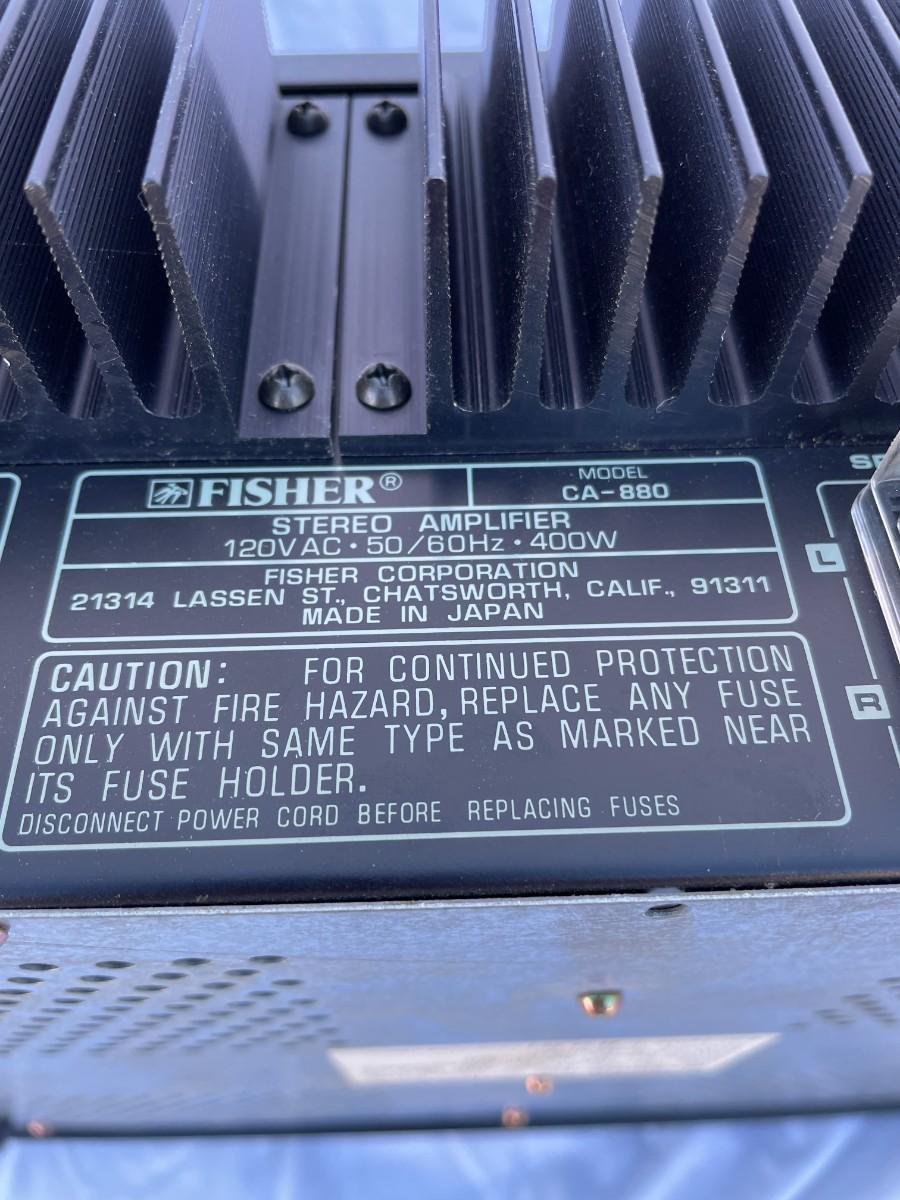 FISHER®
MODEL
CA-880
STEREO AMPLIFIER
120VAC·50/60Hz·400W
FISHER CORPORATION
21314 LASSEN ST., CHATSWORTH, CALIF., 91311
MADE IN JAPAN
CAUTION: FOR CONTINUED PROTECTION
AGAINST FIRE HAZARD, REPLACE ANY FUSE
ONLY WITH SAME TYPE AS MARKED NEAR
ITS FUSE HOLDER.
DISCONNECT POWER CORD BEFORE REPLACING FUSES
L
R